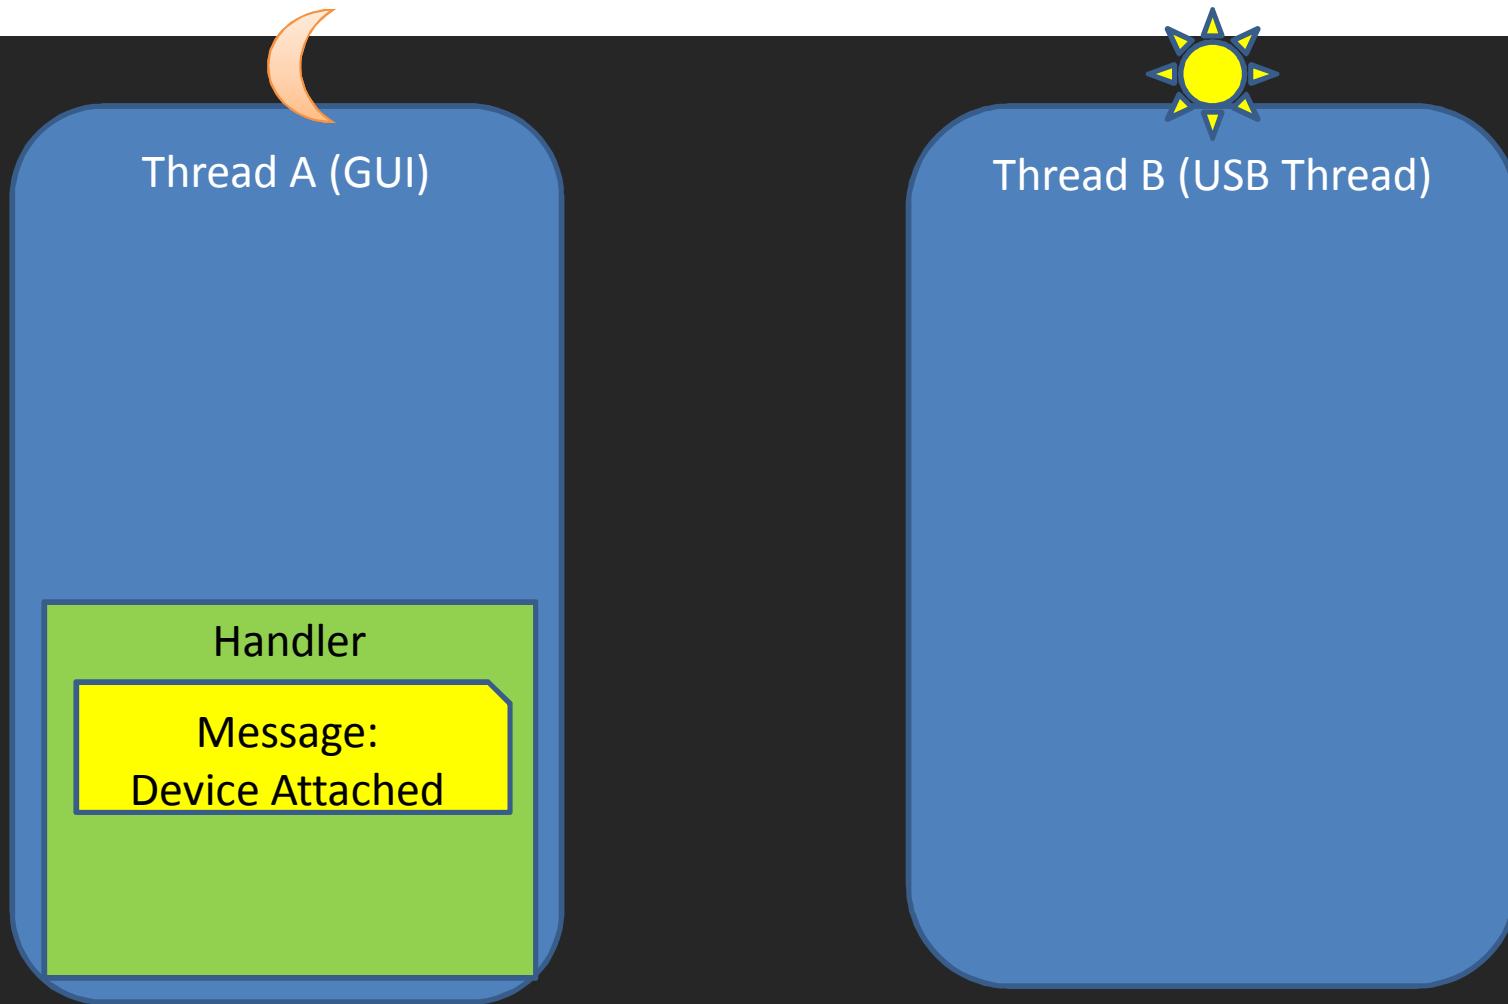 Thread A (GUI)
Thread B (USB Thread)
Handler
Message:
Device Attached